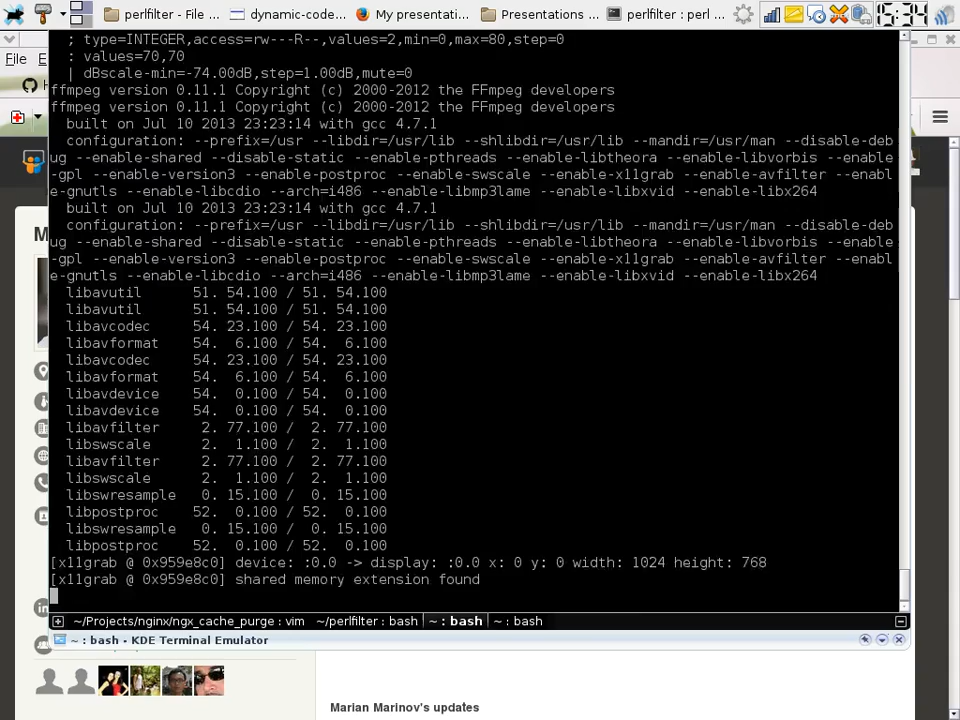 perlfilter - File ...
dynamic-code...
My presentati...
Presentations ...
perlfilter : perl ...
15:34
File
; type=INTEGER,access=rw---R--,values=2,min=0,max=80,step=0
: values=70,70
| dBscale-min=-74.00dB,step=1.00dB,mute=0
ffmpeg version 0.11.1 Copyright (c) 2000-2012 the FFmpeg developers
ffmpeg version 0.11.1 Copyright (c) 2000-2012 the FFmpeg developers
built on Jul 10 2013 23:23:14 with gcc 4.7.1
configuration: --prefix=/usr --libdir=/usr/lib --shlibdir=/usr/lib --mandir=/usr/man --disable-deb
ug --enable-shared --disable-static --enable-pthreads --enable-libtheora --enable-libvorbis --enable
-gpl --enable-version3 --enable-postproc --enable-swscale --enable-x11grab --enable-avfilter --enabl
e-gnutls --enable-libcdio --arch=i486 --enable-libmp3lame --enable-libxvid --enable-libx264
built on Jul 10 2013 23:23:14 with gcc 4.7.1
configuration: --prefix=/usr --libdir=/usr/lib --shlibdir=/usr/lib --mandir=/usr/man --disable-deb
ug --enable-shared --disable-static --enable-pthreads --enable-libtheora --enable-libvorbis --enable
-gpl --enable-version3 --enable-postproc --enable-swscale --enable-x11grab --enable-avfilter --enabl
e-gnutls --enable-libcdio --arch=i486 --enable-libmp3lame --enable-libxvid --enable-libx264
libavutil 51. 54.100 / 51. 54.100
libavutil 51. 54.100 / 51. 54.100
libavcodec 54. 23.100 / 54. 23.100
libavformat 54. 6.100 / 54. 6.100
libavcodec 54. 23.100 / 54. 23.100
libavformat 54. 6.100 / 54. 6.100
libavdevice 54. 0.100 / 54. 0.100
libavdevice 54. 0.100 / 54. 0.100
libavfilter 2. 77.100 / 2. 77.100
libswscale 2. 1.100 / 2. 1.100
libavfilter 2. 77.100 / 2. 77.100
libswscale 2. 1.100 / 2. 1.100
libswresample 0. 15.100 / 0. 15.100
libpostproc 52. 0.100 / 52. 0.100
libswresample 0. 15.100 / 0. 15.100
libpostproc 52. 0.100 / 52. 0.100
[x11grab @ 0x959e8c0] device: :0.0 -> display: :0.0 x: 0 y: 0 width: 1024 height: 768
[x11grab @ 0x959e8c0] shared memory extension found
~/Projects/nginx/ngx_cache_purge : vim
~/perlfilter : bash
~ : bash
~ : bash
~ : bash - KDE Terminal Emulator
Marian Marinov's updates